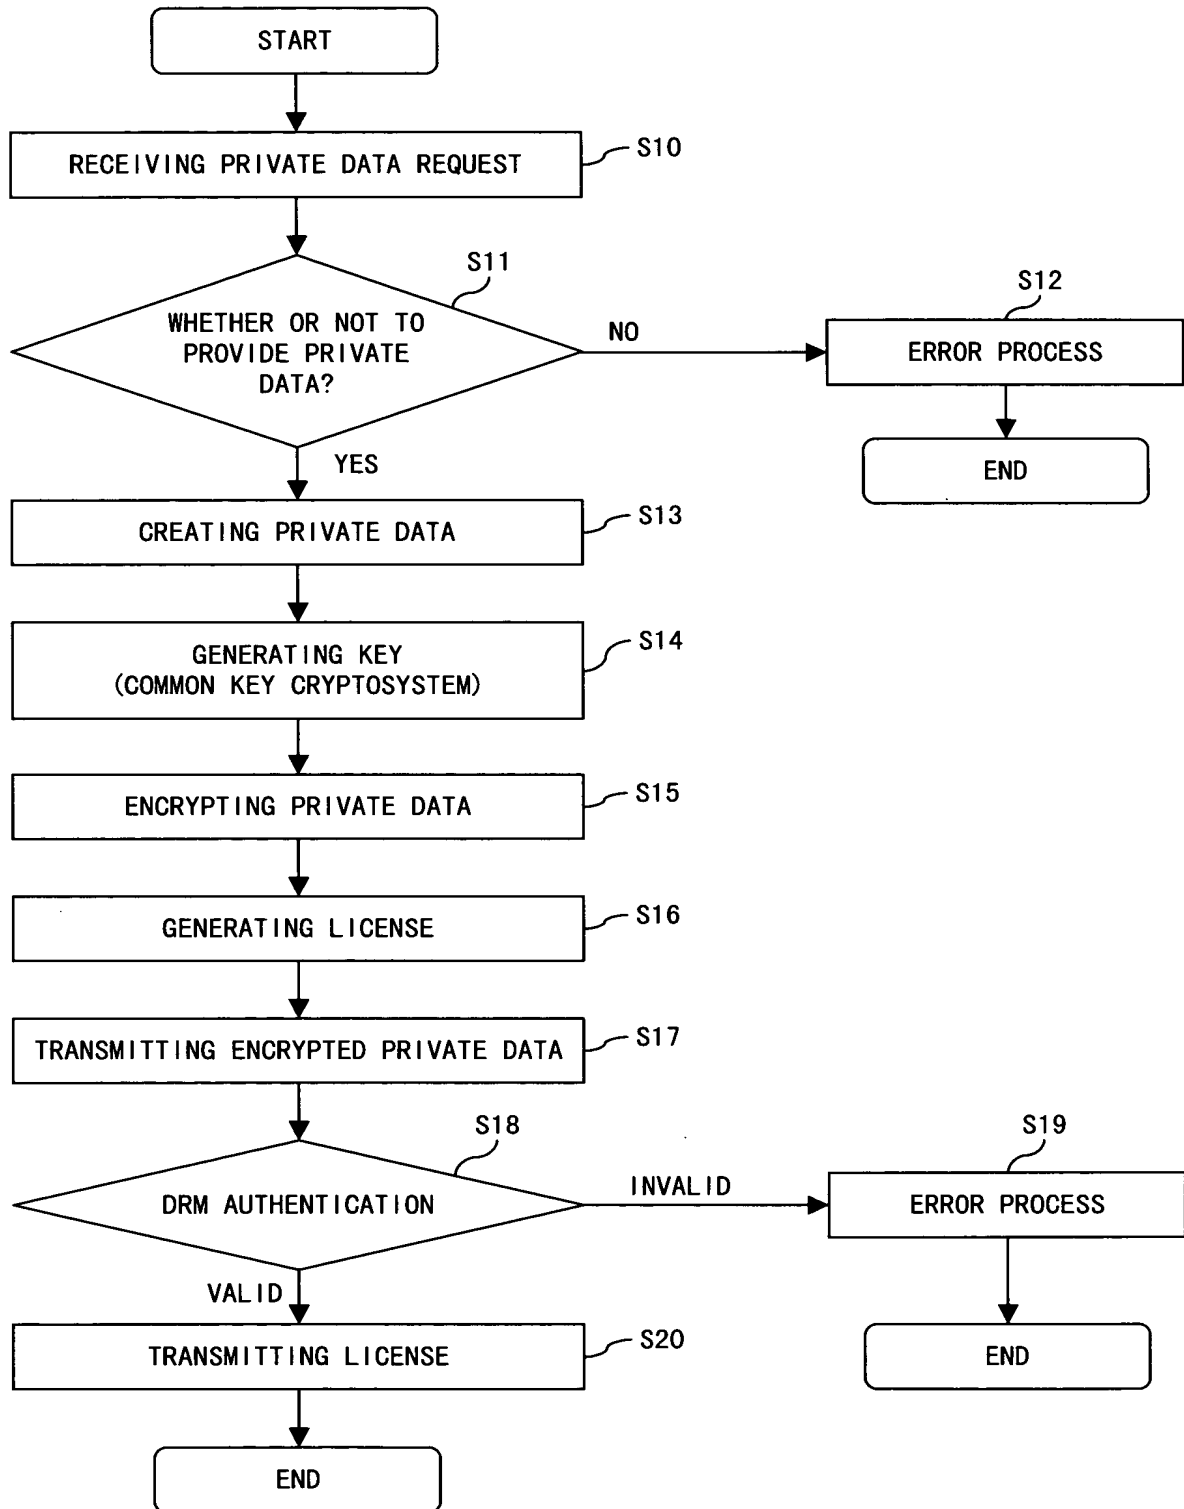 START
RECEIVING PRIVATE DATA REQUEST
S10
S11
WHETHER OR NOT TO
PROVIDE PRIVATE
DATA?
NO
S12
ERROR PROCESS
END
YES
CREATING PRIVATE DATA
S13
GENERATING KEY
(COMMON KEY CRYPTOSYSTEM)
S14
ENCRYPTING PRIVATE DATA
S15
GENERATING LICENSE
S16
TRANSMITTING ENCRYPTED PRIVATE DATA
S17
S18
DRM AUTHENTICATION
INVALID
S19
ERROR PROCESS
END
VALID
TRANSMITTING LICENSE
S20
END